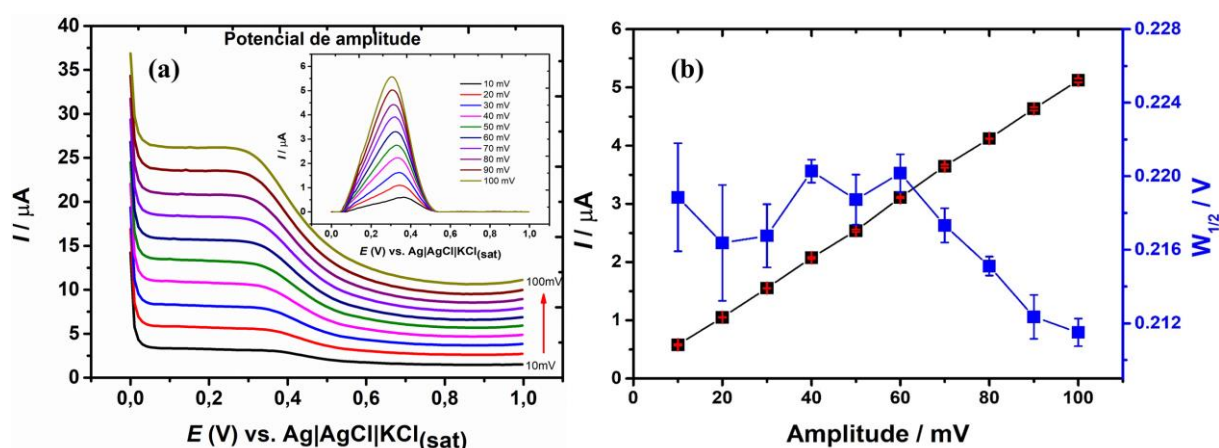 Potencial de amplitude
(a)
I / µA
40
35
30
25
20
15
10
5
0
0,0 0,2 0,4 0,6 0,8 1,0
E (V) vs. Ag|AgCl|KCl(sat)
100mV
10mV
I / µA
6
5
4
3
2
1
0
0,0 0,2 0,4 0,6 0,8 1,0
E (V) vs. Ag|AgCl|KCl(sat)
10 mV
20 mV
30 mV
40 mV
50 mV
60 mV
70 mV
80 mV
90 mV
100 mV
(b)
I / µA
6
5
4
3
2
1
0
0 20 40 60 80 100
Amplitude / mV
0.228
0.224
0.220
0.216
0.212
W1/2 / V